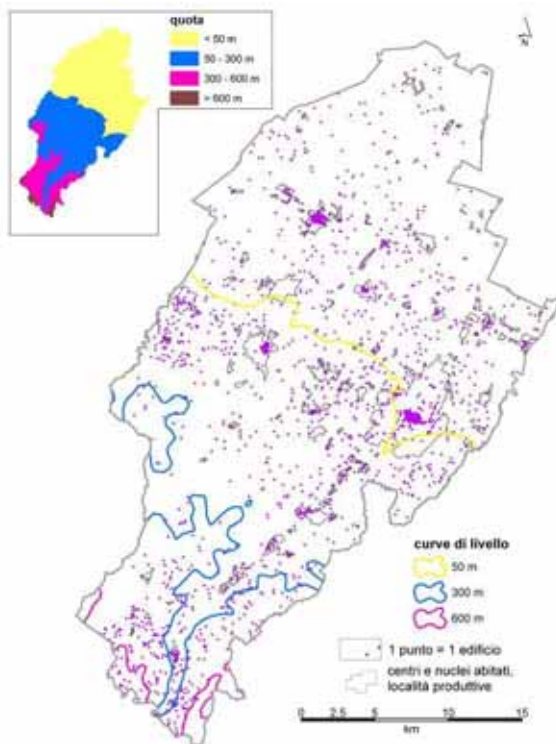 quota
< 50 m
50 - 300 m
300 - 600 m
> 600 m
N
curve di livello
50 m
300 m
600 m
1 punto = 1 edificio
centri e nuclei abitati,
località produttive
0 2.5 5 10 15
km